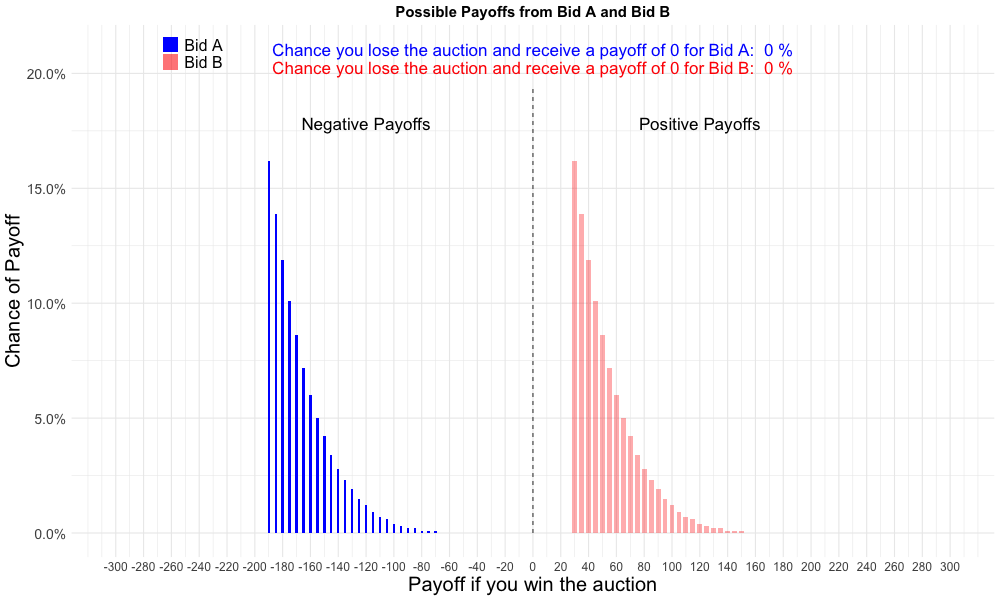 Possible Payoffs from Bid A and Bid B
Bid A
Bid B
Chance you lose the auction and receive a payoff of 0 for Bid A:  0 %
Chance you lose the auction and receive a payoff of 0 for Bid B:  0 %
Negative Payoffs
Positive Payoffs
Chance of Payoff
20.0%
15.0%
10.0%
5.0%
0.0%
-300 -280 -260 -240 -220 -200 -180 -160 -140 -120 -100 -80 -60 -40 -20 0 20 40 60 80 100 120 140 160 180 200 220 240 260 280 300
Payoff if you win the auction